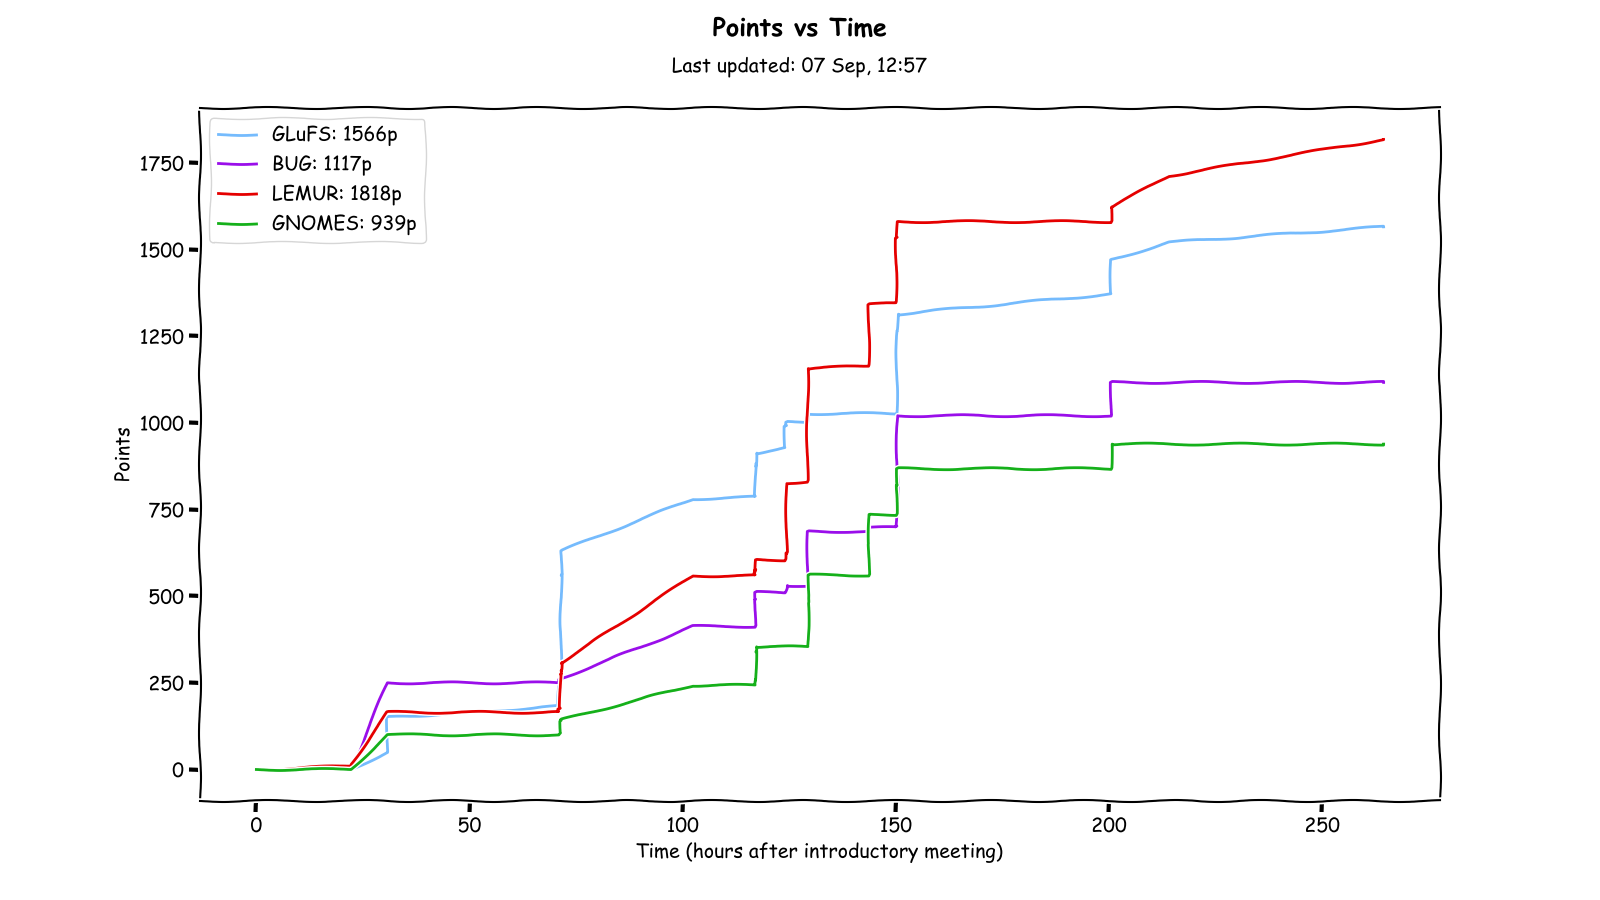 Points vs Time
Last updated: 07 Sep, 12:57
GLuFS: 1566p
BUG: 1117p
LEMUR: 1818p
GNOMES: 939p
1750
1500
1250
1000
750
500
250
0
Points
0 50 100 150 200 250
Time (hours after introductory meeting)